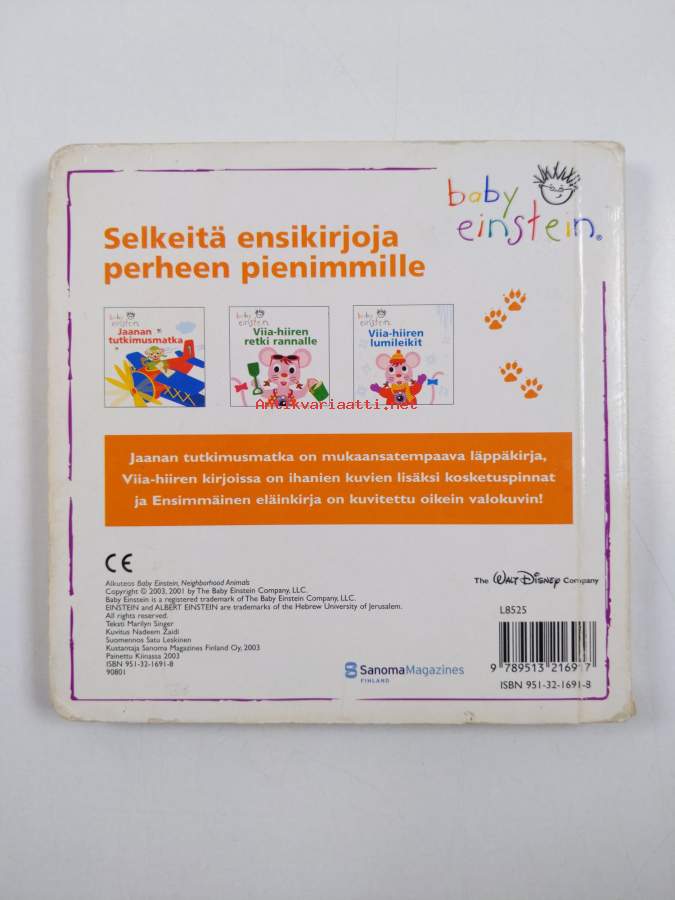 baby
einstein®
Selkeitä ensikirjoja
perheen pienimmille
baby
einstein
Jaanan
tutkimusmatka
baby
einstein
Viia-hiiren
retki rannalle
baby
einstein
Viia-hiiren
lumileikit
Antikvariaatti.net
Jaanan tutkimusmatka on mukaansatempaava läppäkirja,
Viia-hiiren kirjoissa on ihanien kuvien lisäksi kosketuspinnat
ja Ensimmäinen eläinkirja on kuvitettu oikein valokuvin!
CE
Alkuteos Baby Einstein, Neighborhood Animals
Copyright © 2003, 2001 by The Baby Einstein Company, LLC.
Baby Einstein is a registered trademark of The Baby Einstein Company, LLC.
EINSTEIN and ALBERT EINSTEIN are trademarks of the Hebrew University of Jerusalem.
All rights reserved.
Teksti Marilyn Singer
Kuvitus Nadeem Zaidi
Suomennos Satu Leskinen
Kustantaja Sanoma Magazines Finland Oy, 2003
Painettu Kiinassa 2003
ISBN 951-32-1691-8
90801
SanomaMagazines
FINLAND
The Walt Disney Company
L8525
9 789513 216917
ISBN 951-32-1691-8